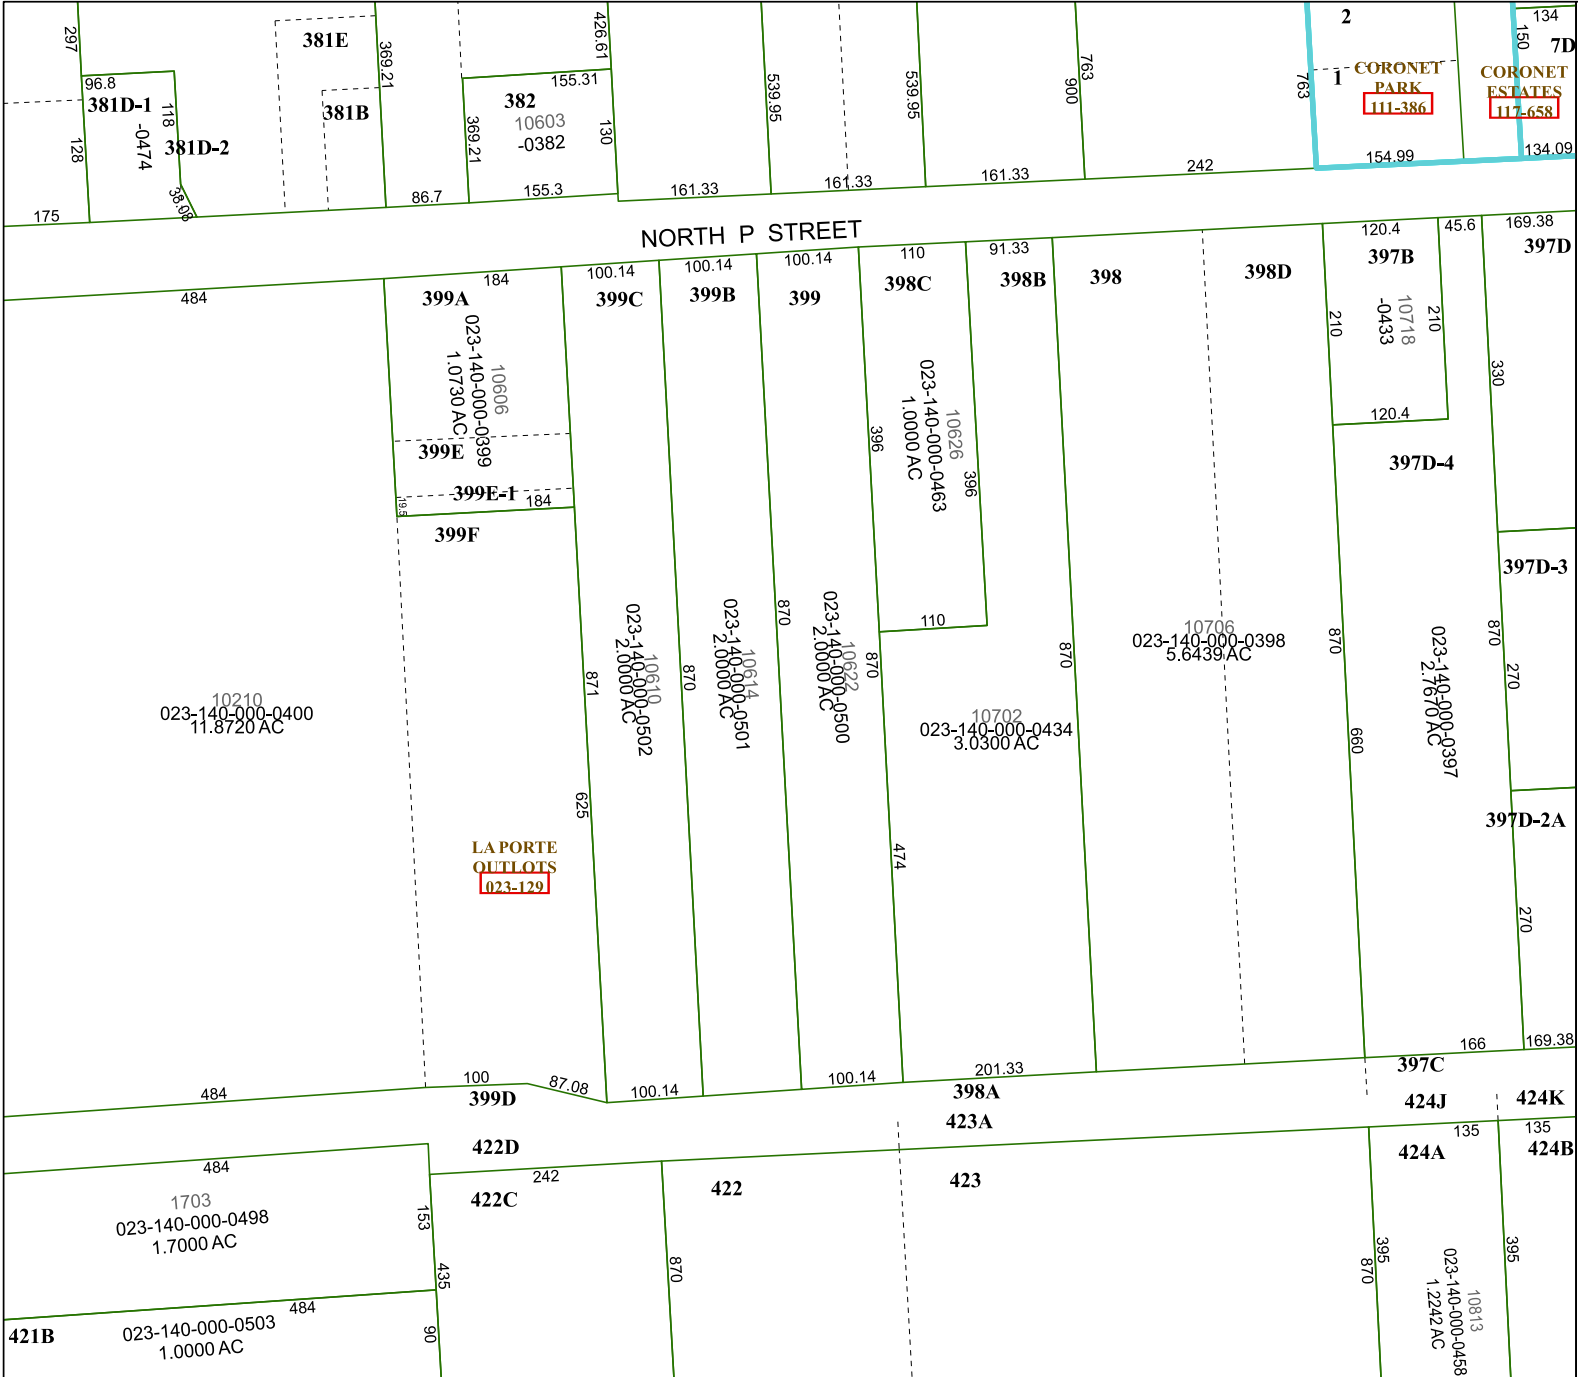 297
96.8
381D-1
118
-0474
128
381D-2
38.08
175
381E
369.21
381B
86.7
426.61
155.31
382
10603
-0382
369.21
130
155.3
539.95
161.33
161.33
539.95
161.33
763
900
242
763
2
1
CORONET
PARK
111-386
154.99
134
150
7D
CORONET
ESTATES
117-658
134.09
NORTH P STREET
484
184
399A
10606
023-140-000-0399
1.0730 AC
399E
399E-1
19.5
184
399F
100.14
399C
100.14
399B
100.14
399
110
398C
91.33
398B
398
398D
120.4
397B
45.6
169.38
397D
210
10718
-0433
210
330
120.4
397D-4
396
10626
023-140-000-0463
1.0000 AC
396
110
397D-3
10210
023-140-000-0400
11.8720 AC
871
625
10610
023-140-000-0502
2.0000 AC
870
10614
023-140-000-0501
2.0000 AC
870
10622
023-140-000-0500
2.0000 AC
870
474
10702
023-140-000-0434
3.0300 AC
870
10706
023-140-000-0398
5.6439 AC
870
660
023-140-000-0397
2.7670 AC
870
270
397D-2A
270
LA PORTE
OUTLOTS
023-129
484
100
87.08
399D
100.14
100.14
201.33
398A
166
169.38
397C
424J
424K
423A
422D
484
242
422C
422
423
135
135
424A
424B
1703
023-140-000-0498
1.7000 AC
153
435
484
90
421B
023-140-000-0503
1.0000 AC
870
870
395
10813
023-140-000-0458
1.2242 AC
395